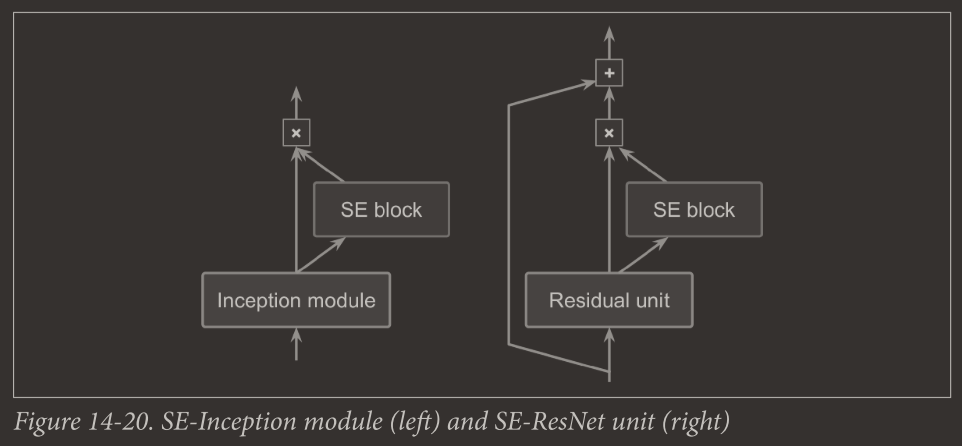 +
×
×
SE block
SE block
Inception module
Residual unit
Figure 14-20. SE-Inception module (left) and SE-ResNet unit (right)